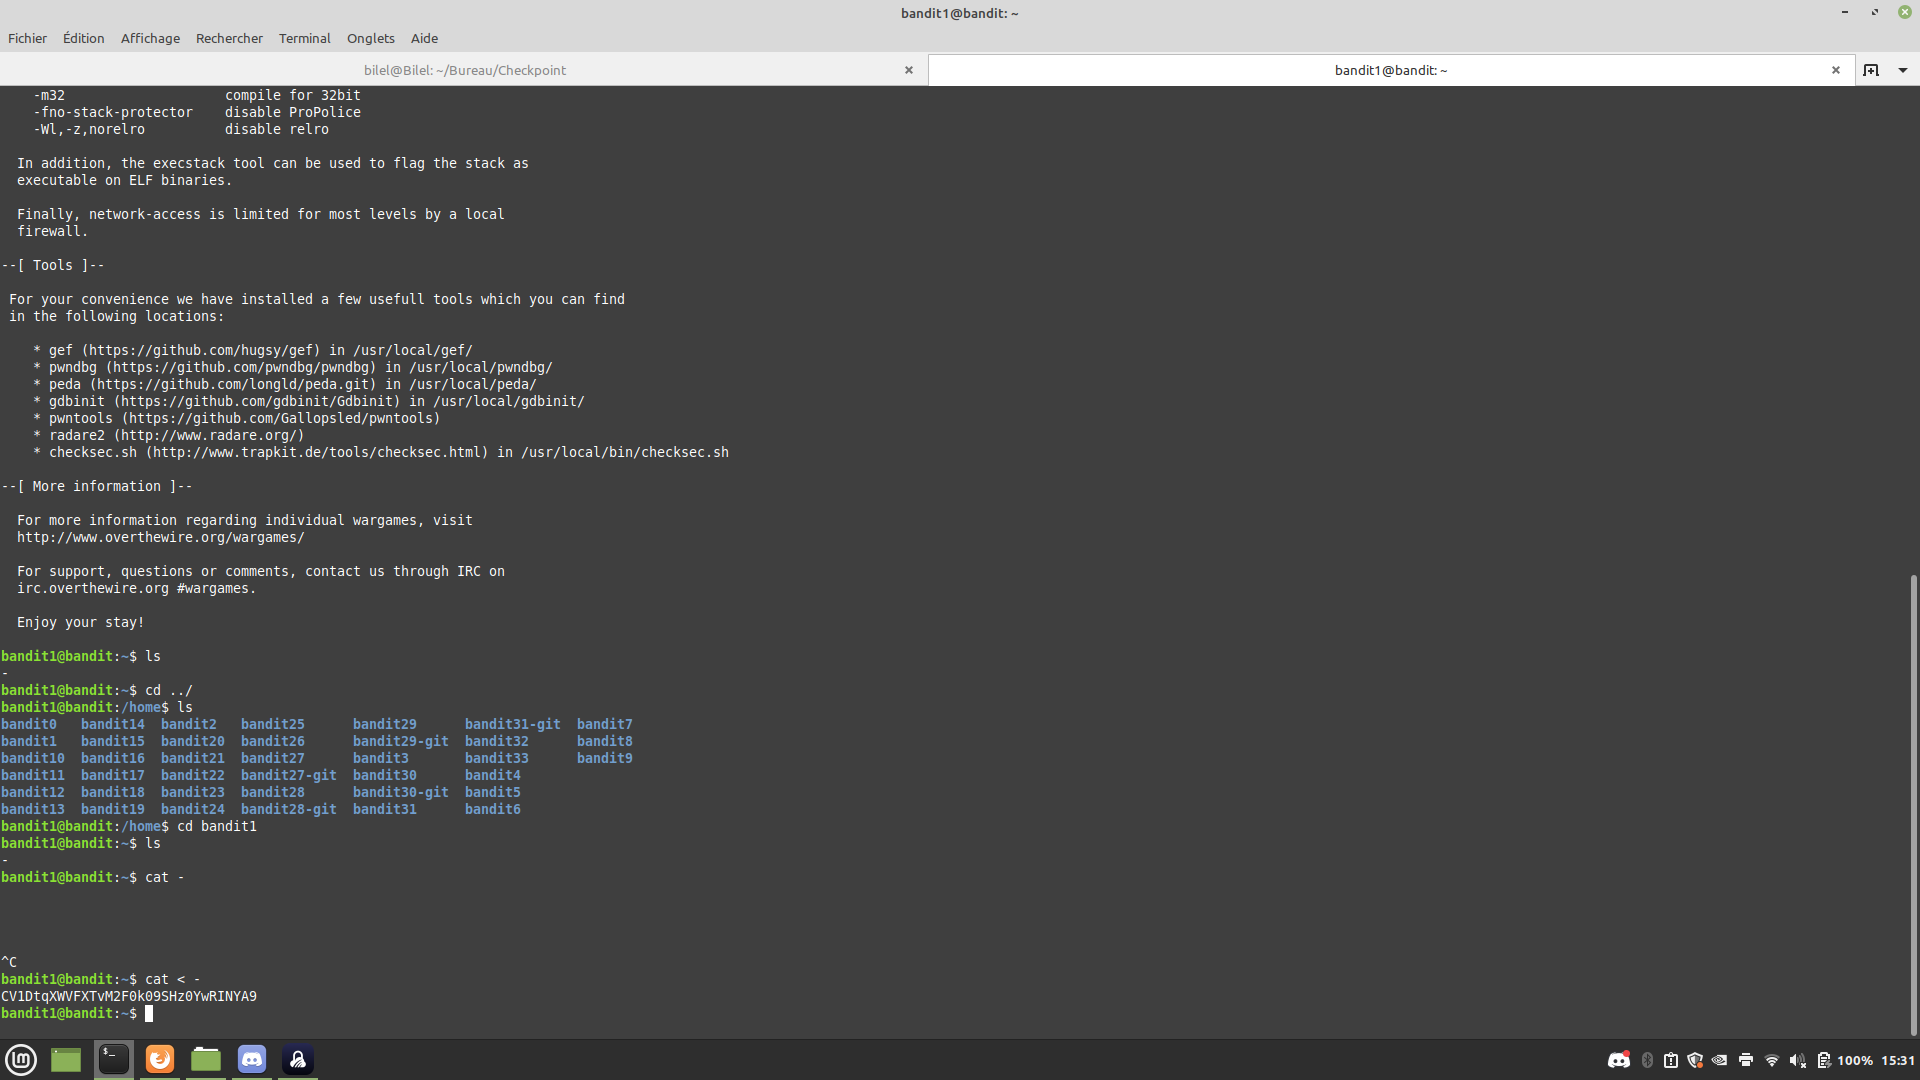 bandit1@bandit: ~
Fichier Édition Affichage Rechercher Terminal Onglets Aide
bilel@Bilel: ~/Bureau/Checkpoint
bandit1@bandit: ~
-m32 compile for 32bit
-fno-stack-protector disable ProPolice
-Wl,-z,norelro disable relro
In addition, the execstack tool can be used to flag the stack as
executable on ELF binaries.
Finally, network-access is limited for most levels by a local
firewall.
--[ Tools ]--
For your convenience we have installed a few usefull tools which you can find
in the following locations:
* gef (https://github.com/hugsy/gef) in /usr/local/gef/
* pwndbg (https://github.com/pwndbg/pwndbg) in /usr/local/pwndbg/
* peda (https://github.com/longld/peda.git) in /usr/local/peda/
* gdbinit (https://github.com/gdbinit/Gdbinit) in /usr/local/gdbinit/
* pwntools (https://github.com/Gallopsled/pwntools)
* radare2 (http://www.radare.org/)
* checksec.sh (http://www.trapkit.de/tools/checksec.html) in /usr/local/bin/checksec.sh
--[ More information ]--
For more information regarding individual wargames, visit
http://www.overthewire.org/wargames/
For support, questions or comments, contact us through IRC on
irc.overthewire.org #wargames.
Enjoy your stay!
bandit1@bandit:~$ ls
-
bandit1@bandit:~$ cd ../
bandit1@bandit:/home$ ls
bandit0 bandit14 bandit2 bandit25 bandit29 bandit31-git bandit7
bandit1 bandit15 bandit20 bandit26 bandit29-git bandit32 bandit8
bandit10 bandit16 bandit21 bandit27 bandit3 bandit33 bandit9
bandit11 bandit17 bandit22 bandit27-git bandit30 bandit4
bandit12 bandit18 bandit23 bandit28 bandit30-git bandit5
bandit13 bandit19 bandit24 bandit28-git bandit31 bandit6
bandit1@bandit:/home$ cd bandit1
bandit1@bandit:~$ ls
-
bandit1@bandit:~$ cat -
^C
bandit1@bandit:~$ cat < -
CV1DtqXWVFXTvM2F0k09SHz0YwRINYA9
bandit1@bandit:~$
100% 15:31